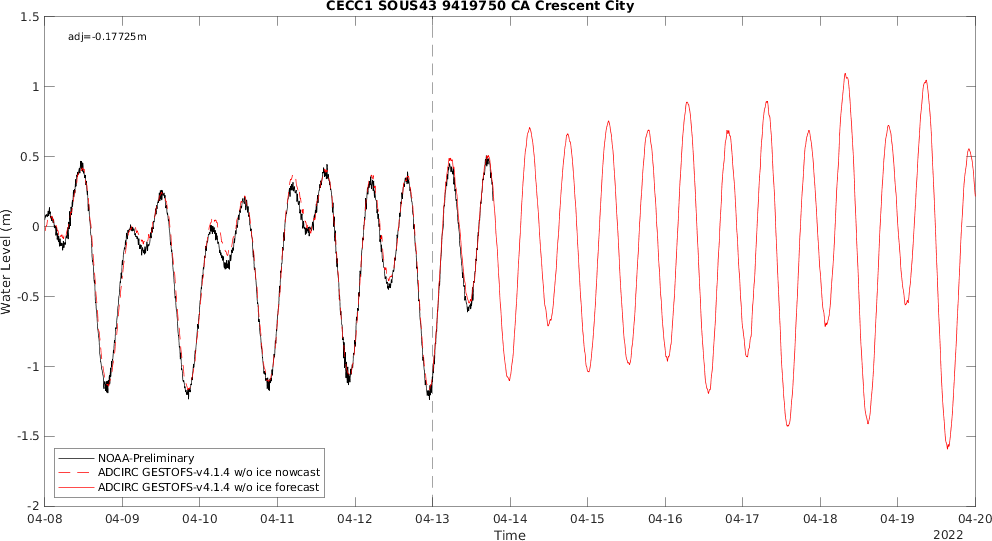 CECC1 SOUS43 9419750 CA Crescent City
adj=-0.17725m
1.5
1
0.5
0
-0.5
-1
-1.5
-2
Water Level (m)
NOAA-Preliminary
ADCIRC GESTOFS-v4.1.4 w/o ice nowcast
ADCIRC GESTOFS-v4.1.4 w/o ice forecast
04-08 04-09 04-10 04-11 04-12 04-13 04-14 04-15 04-16 04-17 04-18 04-19 04-20
Time
2022